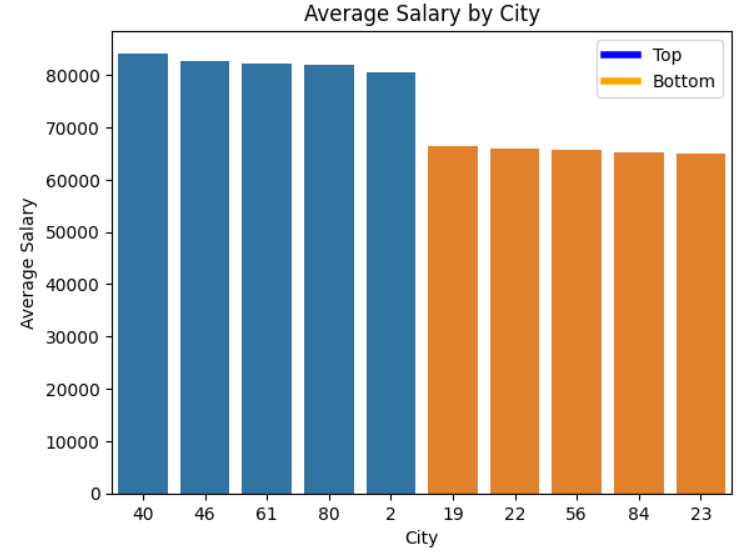 Average Salary by City
Top
Bottom
80000
70000
60000
50000
40000
30000
20000
10000
0
Average Salary
40 46 61 80 2 19 22 56 84 23
City